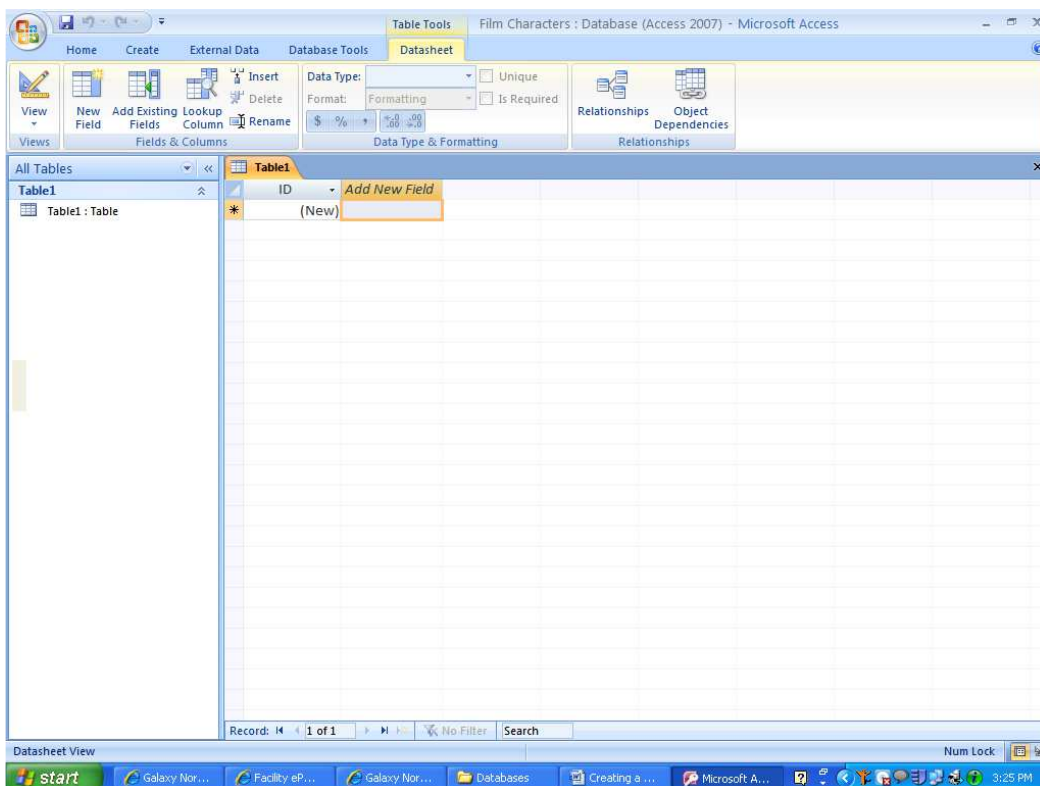 Table Tools Film Characters : Database (Access 2007) - Microsoft Access
Home Create External Data Database Tools Datasheet
View
New Field
Add Existing Fields
Lookup Column
Insert
Delete
Rename
Data Type:
Format: Formatting
$ % ,
Unique
Is Required
Relationships
Object Dependencies
Views Fields & Columns Data Type & Formatting Relationships
All Tables
Table1
Table1 : Table
Table1
ID Add New Field
(New)
Record: 1 of 1 No Filter Search
Datasheet View Num Lock
start Galaxy Nor... Facility eP... Galaxy Nor... Databases Creating a ... Microsoft A... 3:25 PM